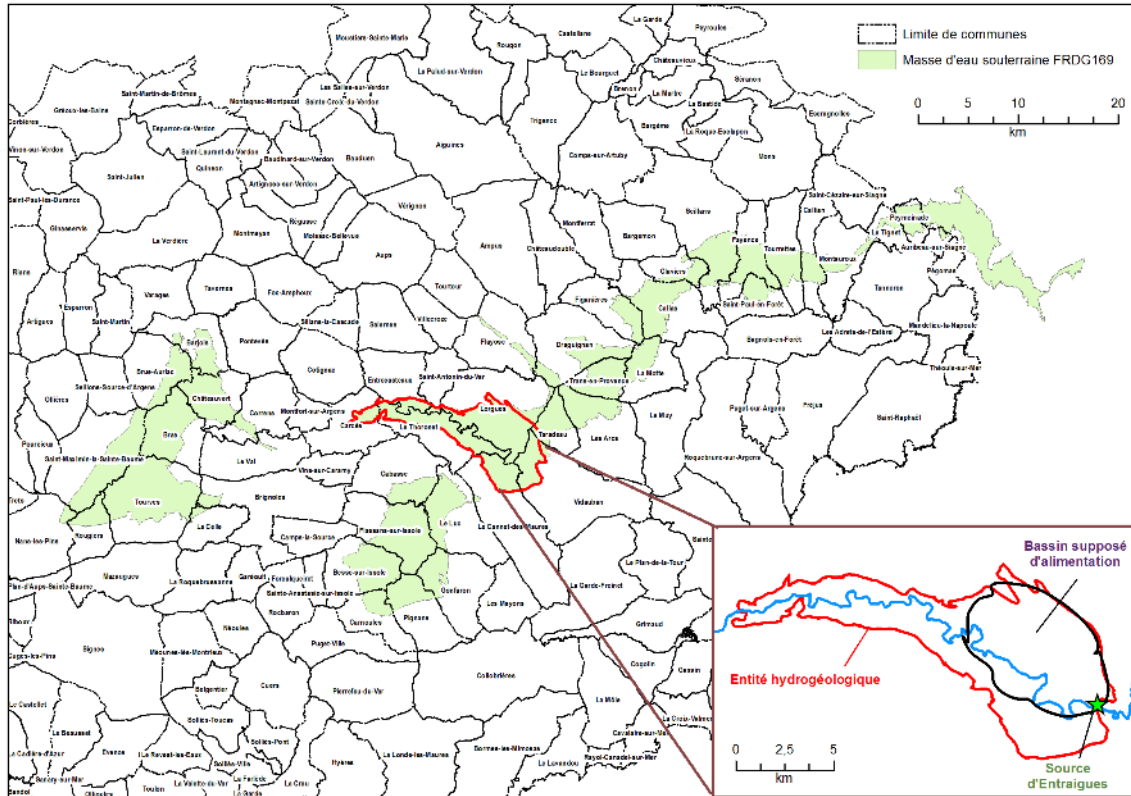 Limite de communes
Masse d'eau souterraine FRDG169
0 5 10 20
km
Moustiers-Sainte-Marie
Rougon
Castellane
La Garde
Peyroules
La Palud-sur-Verdon
Châteauvieux
Le Bourguet
Brenon
La Martre
Séranon
Saint-Martin-de-Brômes
Les Salles-sur-Verdon
Montagnac-Montpezat
Sainte-Croix-du-Verdon
La Bastide
Gréoux-les-Bains
Trigance
Escragnolles
Corbières
Esparron-de-Verdon
Bargème
La Roque-Esclapon
Vinon-sur-Verdon
Saint-Laurent-du-Verdon
Aiguines
Baudinard-sur-Verdon
Bauduen
Comps-sur-Artuby
Mons
Quinson
Saint-Julien
Artignosc-sur-Verdon
Saint-Paul-lès-Durance
Vérignon
Saint-Cézaire-sur-Siagne
Seillans
Callian
Régusse
Montferrat
Peymeinade
Ginasservis
Montmeyan
Moissac-Bellevue
Bargemon
La Verdière
Ampus
Châteaudouble
Fayence
Tourrettes
Le Tignet
Auribeau-sur-Siagne
Aups
Montauroux
Rians
Claviers
Pégomas
Tourtour
Tanneron
Varages
Tavernes
Fox-Amphoux
Figanières
Saint-Paul-en-Forêt
Esparron
Callas
Artigues
Saint-Martin
Sillans-la-Cascade
Salernes
Villecroze
Mandelieu-la-Napoule
Les Adrets-de-l'Estérel
Bagnols-en-Forêt
Barjols
Pontevès
Flayosc
Draguignan
Théoule-sur-Mer
Brue-Auriac
Cotignac
Entrecasteaux
Saint-Antonin-du-Var
Trans-en-Provence
La Motte
Seillons-Source-d'Argens
Châteauvert
Ollières
Correns
Montfort-sur-Argens
Lorgues
Le Muy
Puget-sur-Argens
Fréjus
Saint-Raphaël
Carcès
Le Thoronet
Taradeau
Les Arcs
Bras
Pourcieux
Le Val
Roquebrune-sur-Argens
Saint-Maximin-la-Sainte-Baume
Vins-sur-Caramy
Cabasse
Trets
Tourves
Brignoles
Vidauban
Flassans-sur-Issole
Le Luc
Le Cannet-des-Maures
La Celle
Nans-les-Pins
Rougiers
Camps-la-Source
Mazaugues
Besse-sur-Issole
Le Plan-de-la-Tour
Plan-d'Aups-Sainte-Baume
La Roquebrussanne
Garéoult
Forcalqueiret
La Garde-Freinet
Sainte-Anastasie-sur-Issole
Gonfaron
Les Mayons
Rocbaron
Carnoules
Pignans
Grimaud
Néoules
Puget-Ville
Signes
Méounes-lès-Montrieux
Cogolin
Gassin
Belgentier
Cuers
Pierrefeu-du-Var
Collobrières
La Môle
Le Castellet
Solliès-Toucas
La Croix-Valmer
Le Beausset
Solliès-Pont
Cavalaire-sur-Mer
La Cadière-d'Azur
Evenos
Le Revest-les-Eaux
Solliès-Ville
Hyères
La Londe-les-Maures
Bormes-les-Mimosas
Rayol-Canadel-sur-Mer
Sanary-sur-Mer
La Valette-du-Var
La Farlède
Le Lavandou
Bandol
Ollioules
Toulon
La Garde
La Crau
Bassin supposé
d'alimentation
Entité hydrogéologique
0 2,5 5
km
Source
d'Entraigues